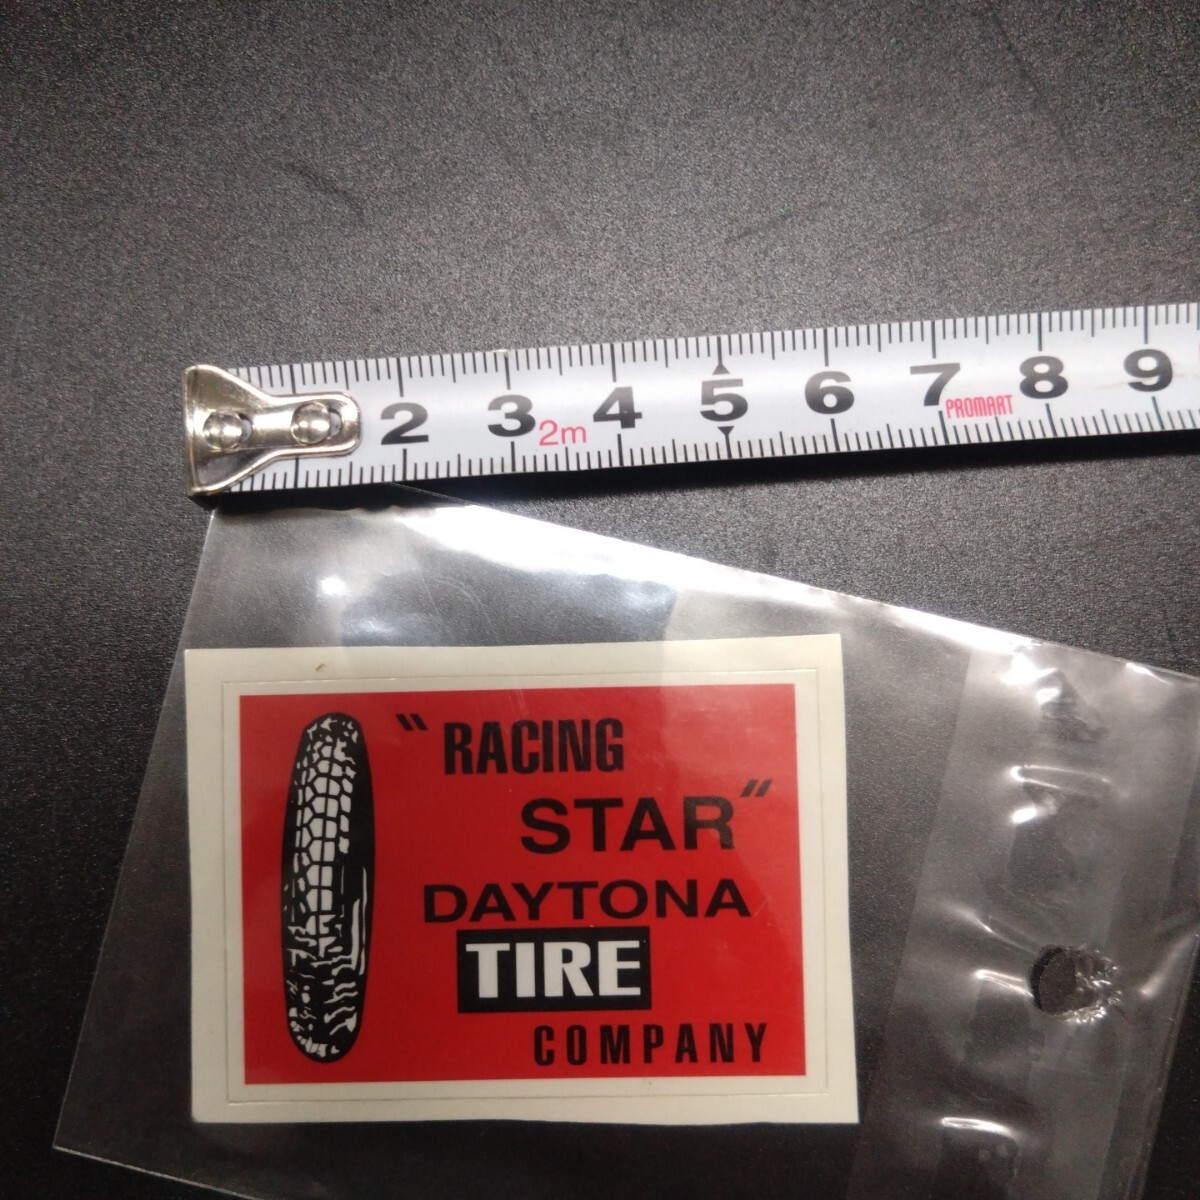 2 3 4 5 6 7 8 9
2m
PROMART
"RACING
STAR"
DAYTONA
TIRE
COMPANY